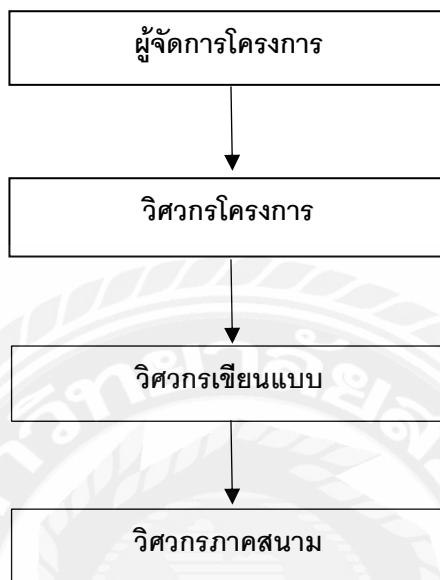 ผู้จัดการโครงการ
วิศวกรโครงการ
วิศวกรเขียนแบบ
วิศวกรภาคสนาม